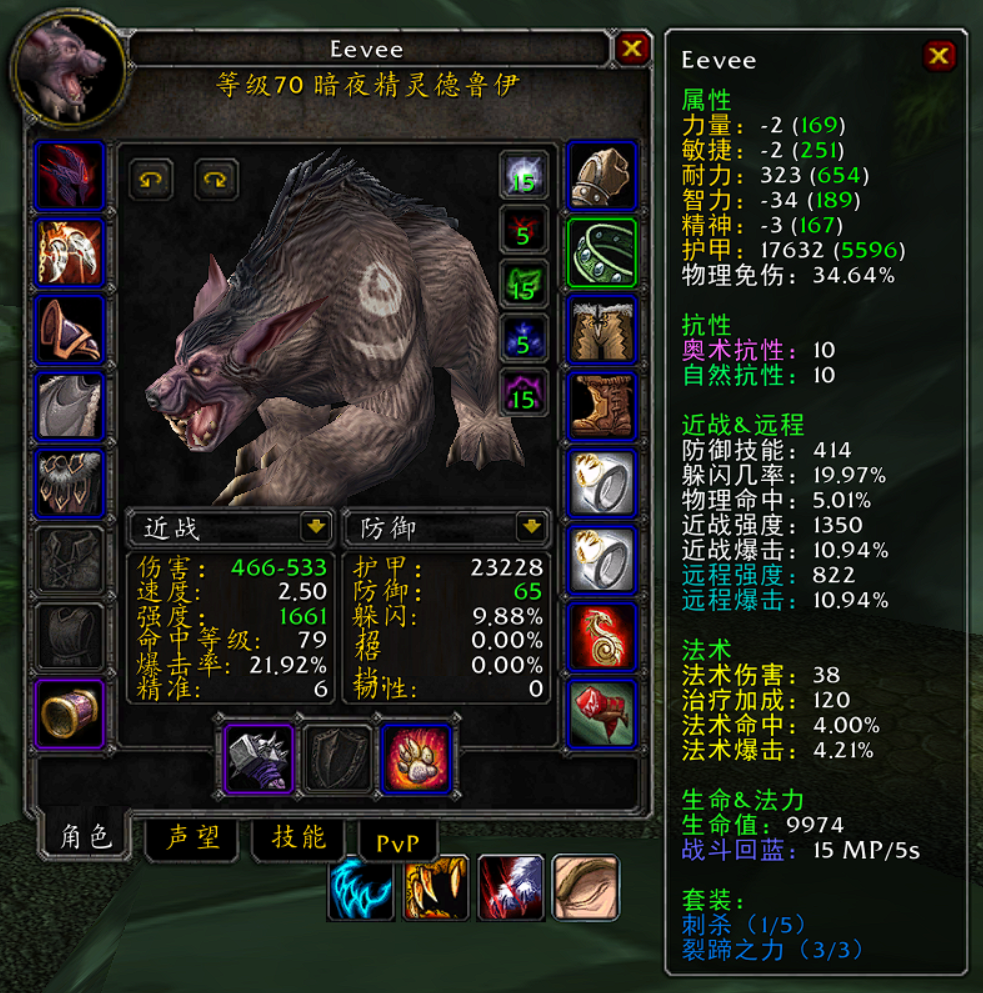 Eevee
等级70 暗夜精灵德鲁伊
15
5
15
5
15
近战
伤害： 466-533
速度： 2.50
强度： 1661
命中等级： 79
爆击率： 21.92%
精准： 6
防御
护甲： 23228
防御： 65
躲闪： 9.88%
招 0.00%
0.00%
韧性： 0
角色
声望
技能
PvP
Eevee
属性
力量： -2 (169)
敏捷： -2 (251)
耐力： 323 (654)
智力： -34 (189)
精神： -3 (167)
护甲： 17632 (5596)
物理免伤： 34.64%
抗性
奥术抗性： 10
自然抗性： 10
近战&远程
防御技能： 414
躲闪几率： 19.97%
物理命中： 5.01%
近战强度： 1350
近战爆击： 10.94%
远程强度： 822
远程爆击： 10.94%
法术
法术伤害： 38
治疗加成： 120
法术命中： 4.00%
法术爆击： 4.21%
生命&法力
生命值： 9974
战斗回蓝： 15 MP/5s
套装：
刺杀（1/5）
裂蹄之力（3/3）